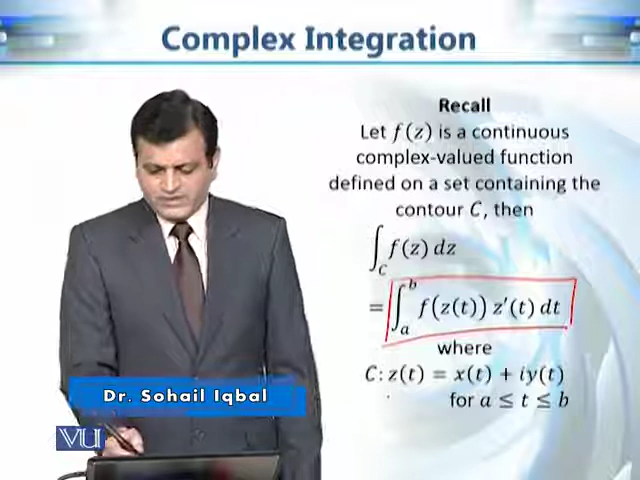 Complex Integration
Recall
Let f(z) is a continuous
complex-valued function
defined on a set containing the
contour C, then
∫_C f(z) dz
= ∫_a^b f(z(t)) z′(t) dt
where
C: z(t) = x(t) + iy(t)
for a ≤ t ≤ b
Dr. Sohail Iqbal
VU